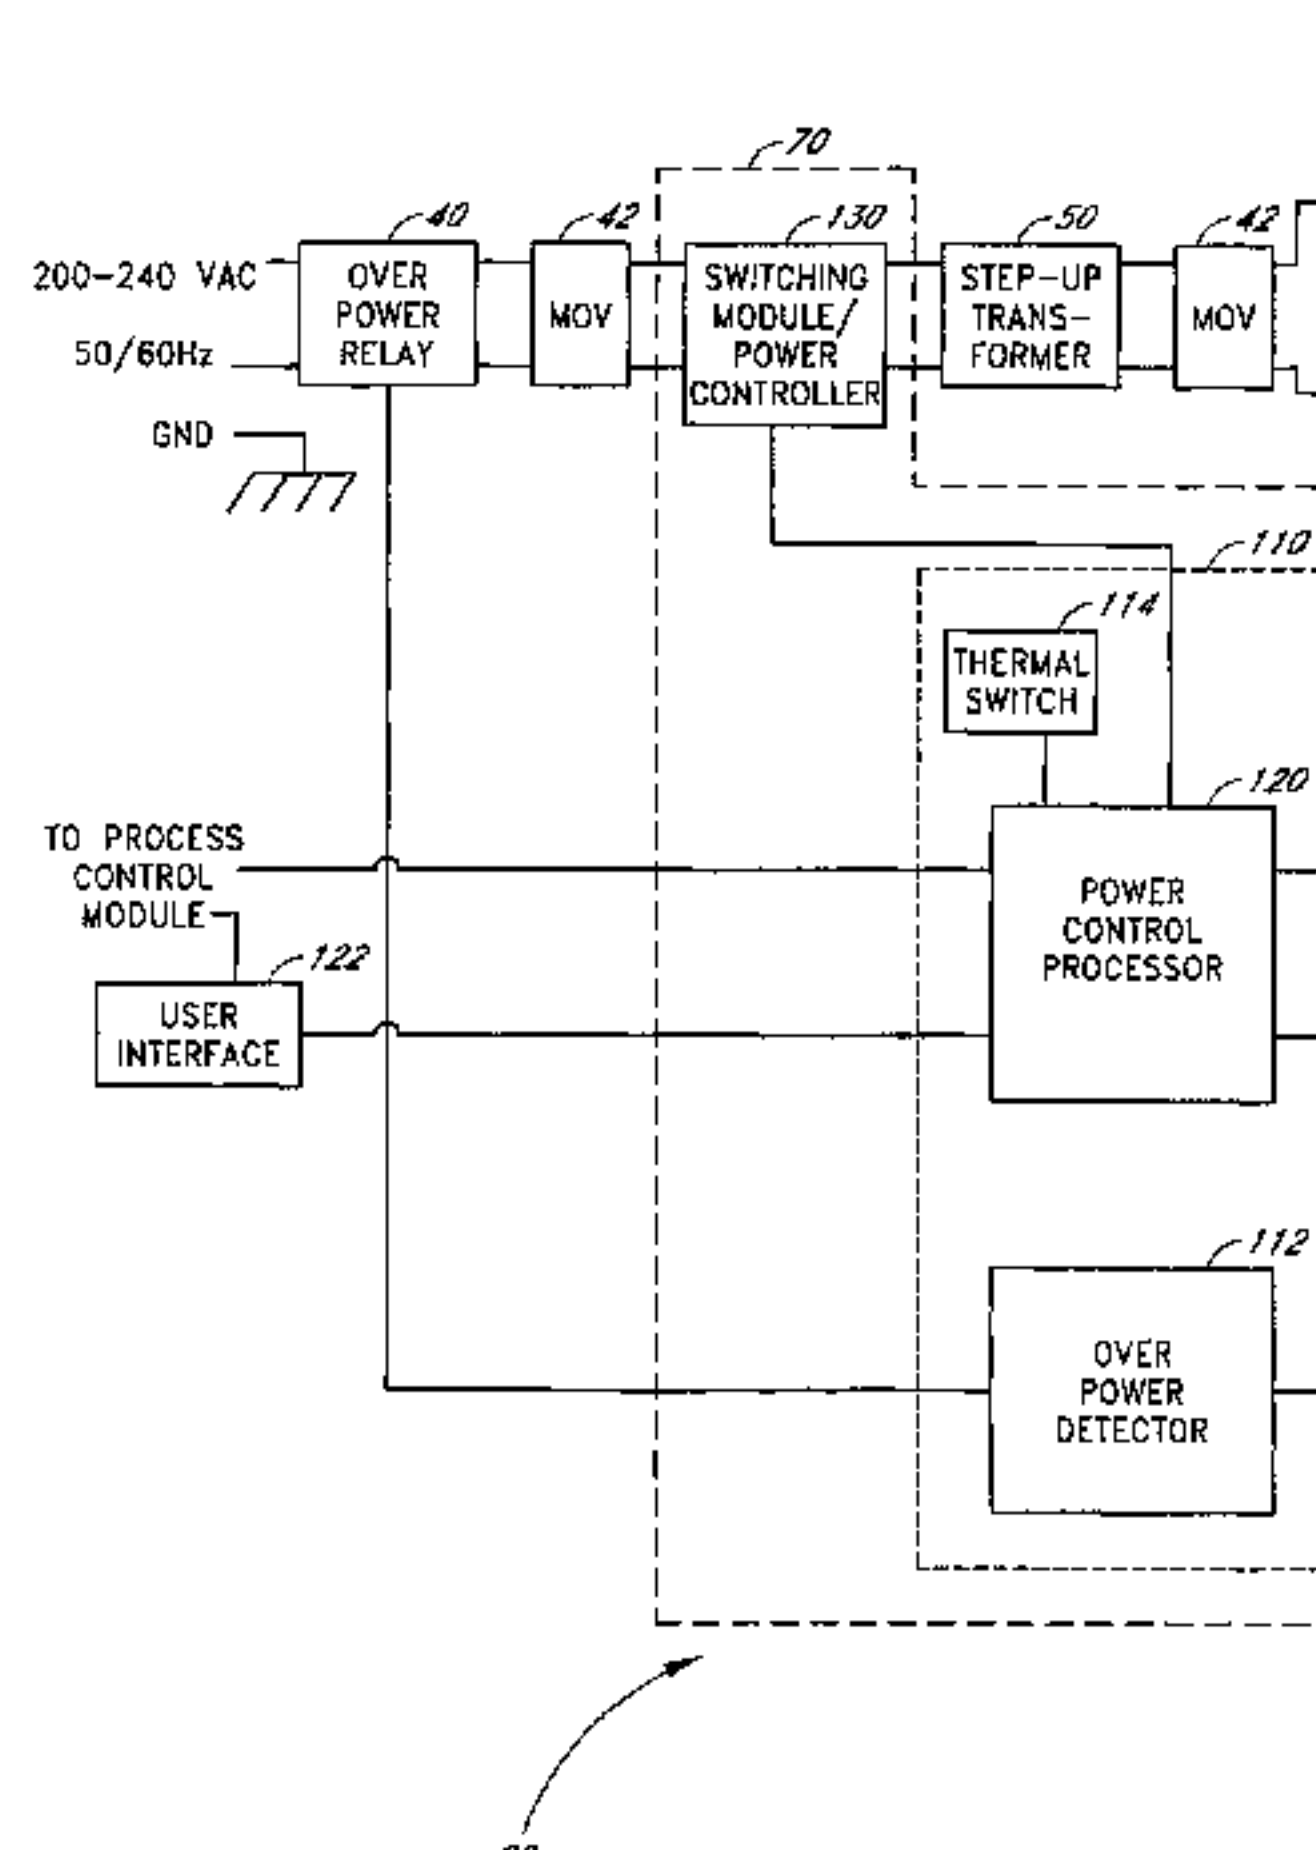 70
40
42
130
50
42
200-240 VAC
50/60Hz
GND
OVER
POWER
RELAY
MOV
SWITCHING
MODULE/
POWER
CONTROLLER
STEP-UP
TRANS-
FORMER
MOV
110
114
THERMAL
SWITCH
120
TO PROCESS
CONTROL
MODULE
POWER
CONTROL
PROCESSOR
122
USER
INTERFACE
112
OVER
POWER
DETECTOR